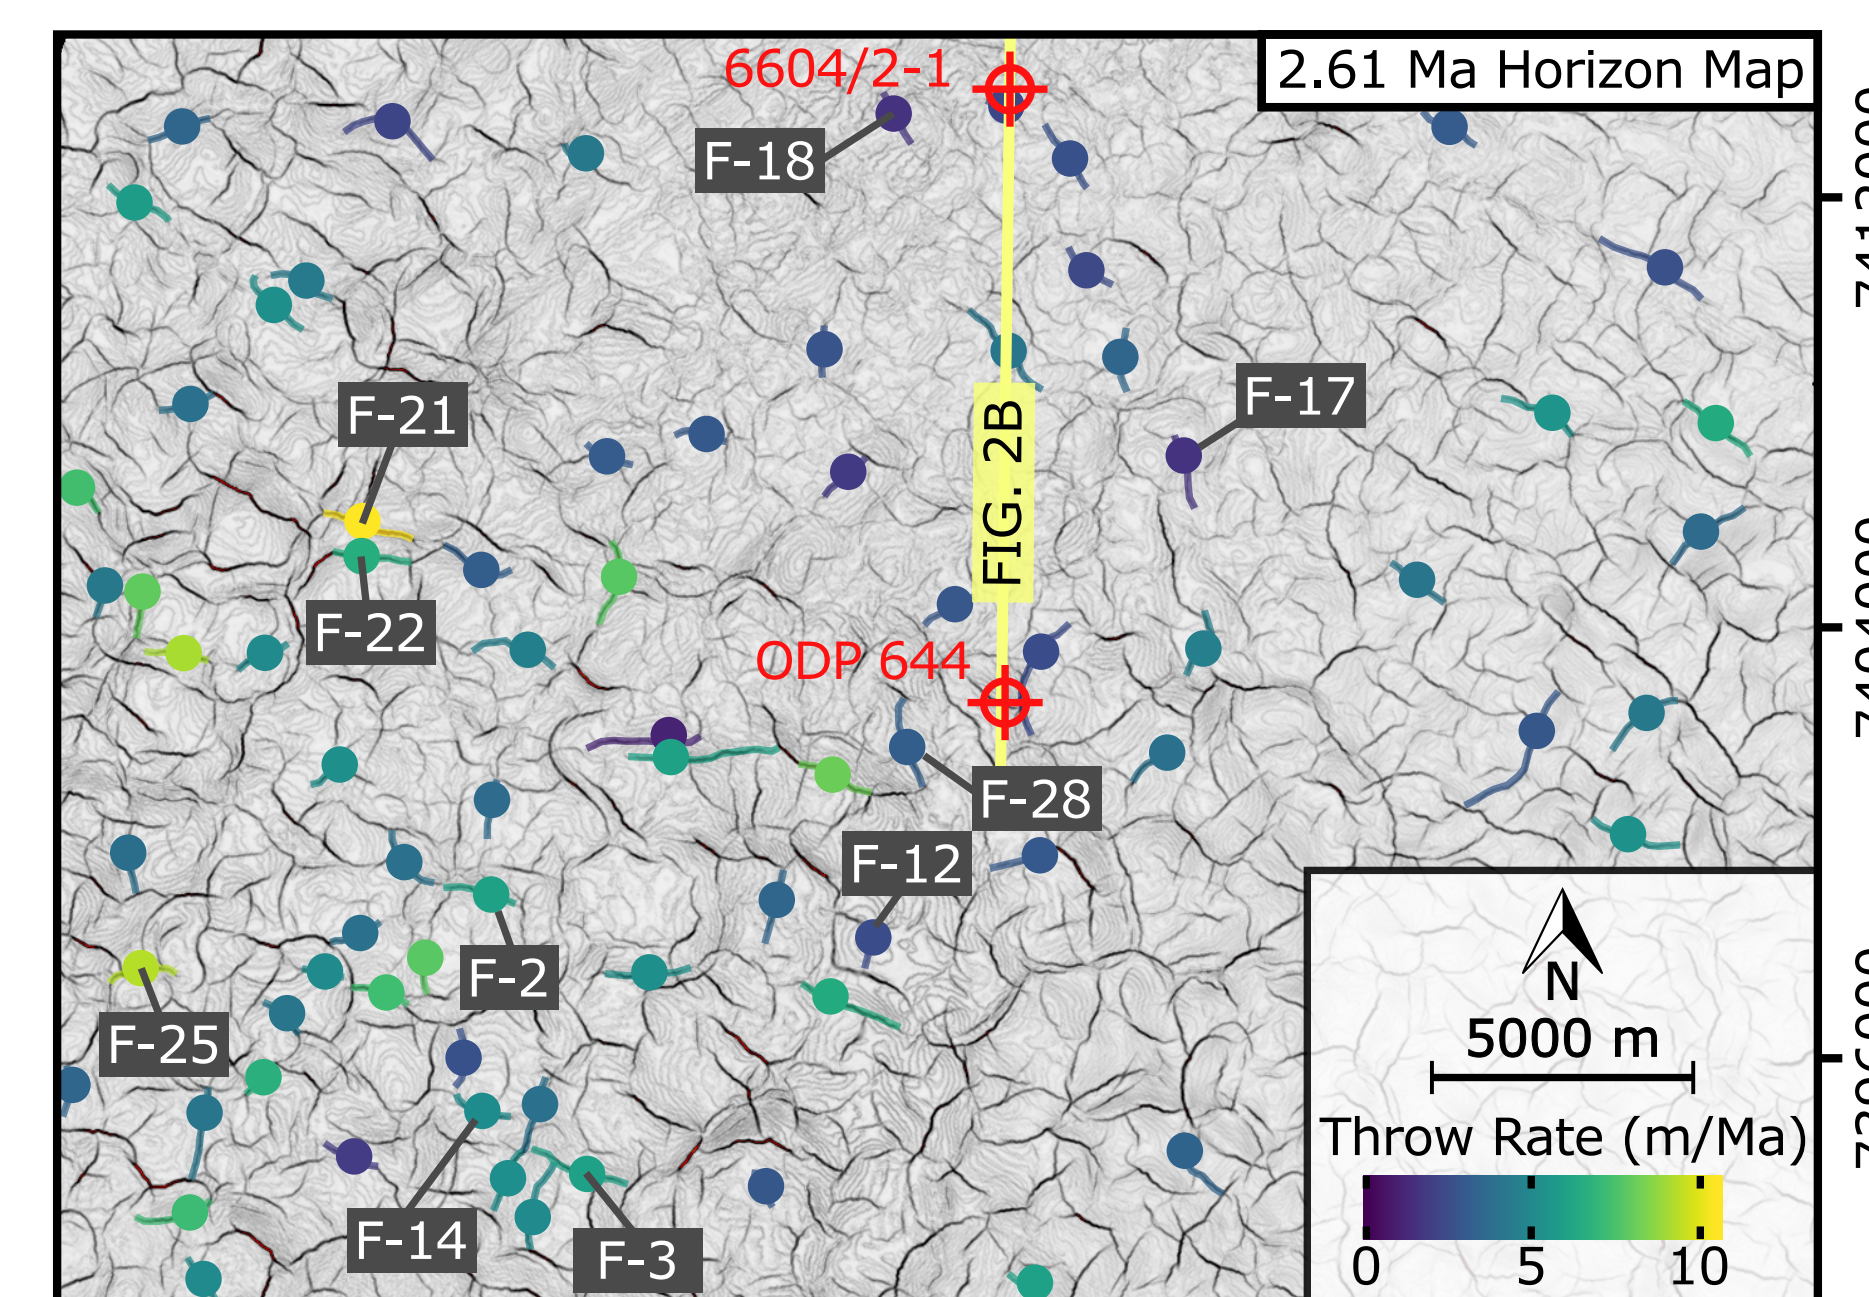 6604/2-1
2.61 Ma Horizon Map
F-18
F-17
F-21
FIG. 2B
F-22
ODP 644
F-28
F-12
F-2
F-25
F-14
F-3
N
5000 m
Throw Rate (m/Ma)
0 5 10